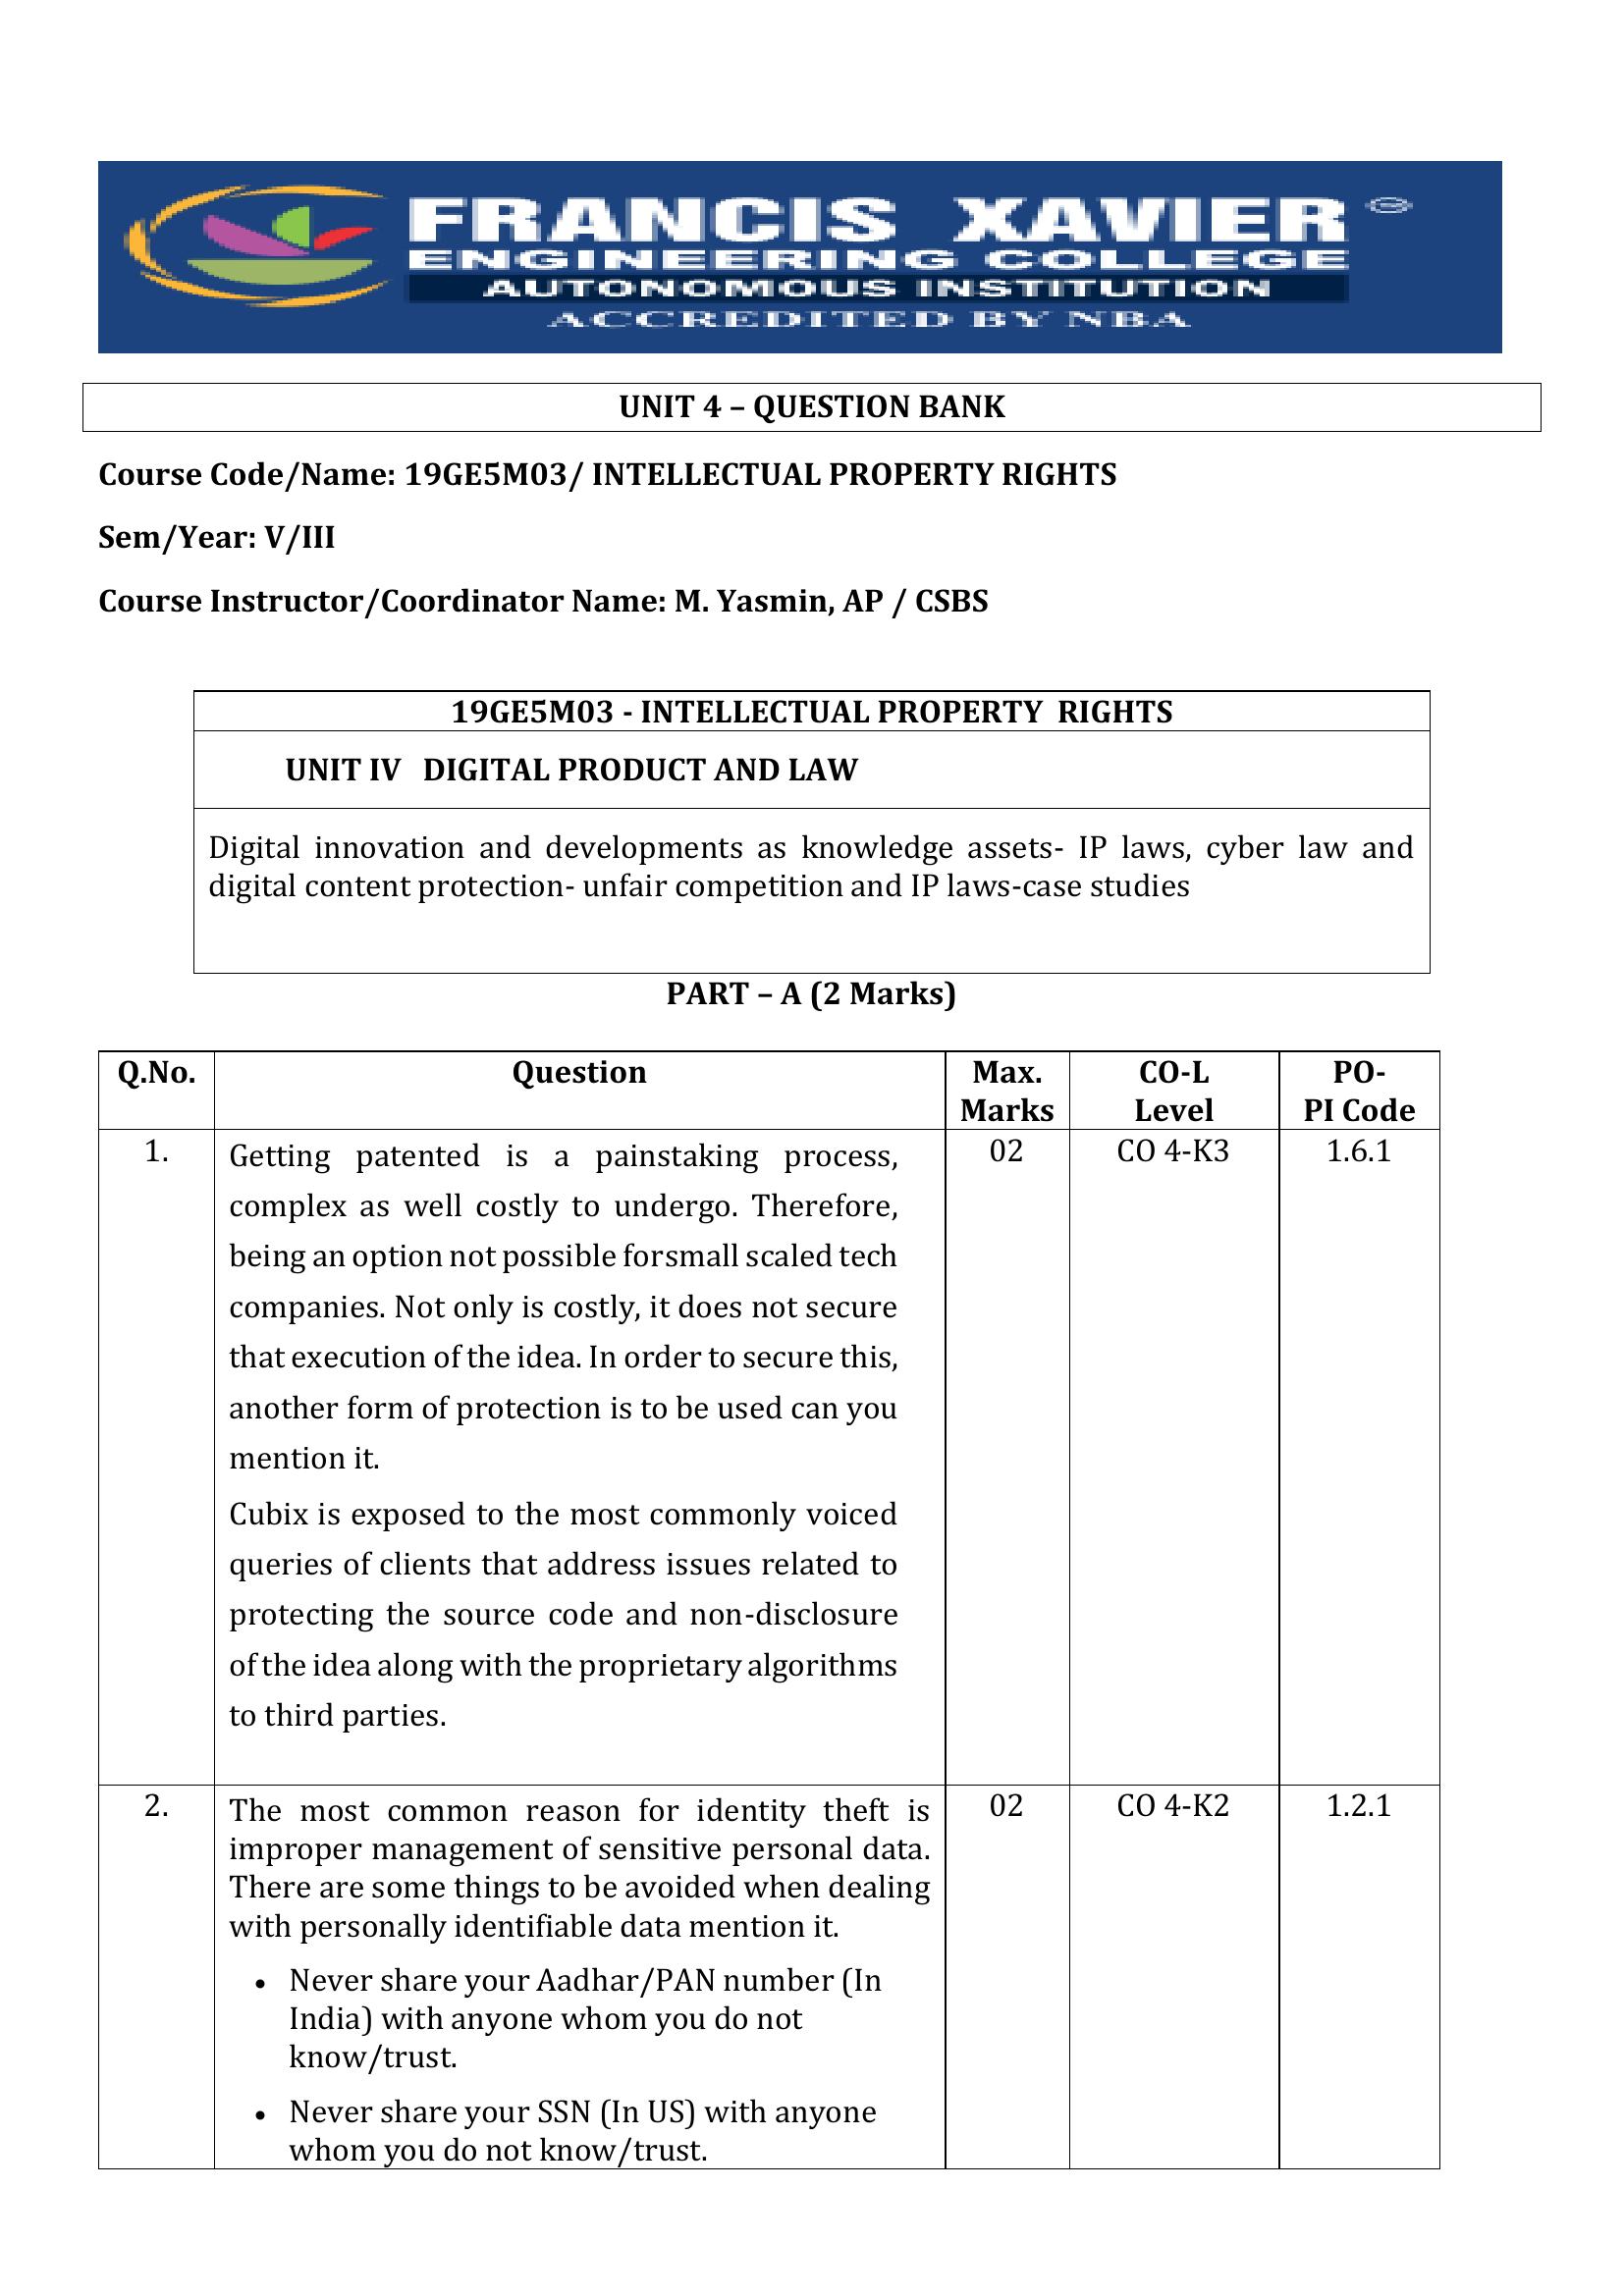 FRANCIS XAVIER
ENGINEERING COLLEGE
AUTONOMOUS INSTITUTION
ACCREDITED BY NBA
UNIT 4 – QUESTION BANK
Course Code/Name: 19GE5M03/ INTELLECTUAL PROPERTY RIGHTS
Sem/Year: V/III
Course Instructor/Coordinator Name: M. Yasmin, AP / CSBS
19GE5M03 - INTELLECTUAL PROPERTY RIGHTS
UNIT IV DIGITAL PRODUCT AND LAW
Digital innovation and developments as knowledge assets- IP laws, cyber law and
digital content protection- unfair competition and IP laws-case studies
PART – A (2 Marks)
Q.No. Question Max. CO-L PO-
Marks Level PI Code
1. Getting patented is a painstaking process, 02 CO 4-K3 1.6.1
complex as well costly to undergo. Therefore,
being an option not possible forsmall scaled tech
companies. Not only is costly, it does not secure
that execution of the idea. In order to secure this,
another form of protection is to be used can you
mention it.
Cubix is exposed to the most commonly voiced
queries of clients that address issues related to
protecting the source code and non-disclosure
of the idea along with the proprietary algorithms
to third parties.
2. The most common reason for identity theft is 02 CO 4-K2 1.2.1
improper management of sensitive personal data.
There are some things to be avoided when dealing
with personally identifiable data mention it.
• Never share your Aadhar/PAN number (In
India) with anyone whom you do not
know/trust.
• Never share your SSN (In US) with anyone
whom you do not know/trust.